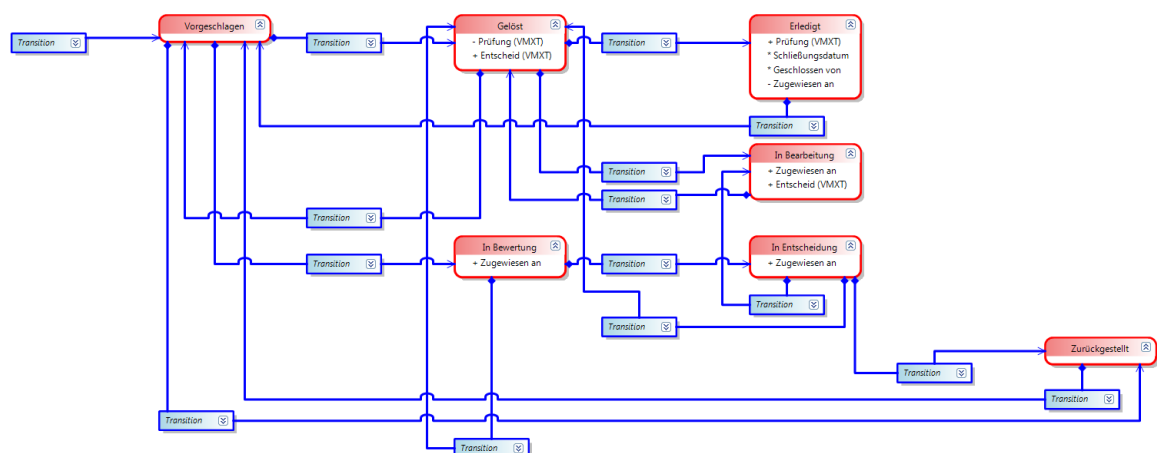 Vorgeschlagen
Gelöst
- Prüfung (VMXT)
+ Entscheid (VMXT)
Erledigt
+ Prüfung (VMXT)
* Schließungsdatum
* Geschlossen von
- Zugewiesen an
Transition
Transition
Transition
Transition
In Bearbeitung
+ Zugewiesen an
+ Entscheid (VMXT)
Transition
Transition
Transition
In Bewertung
+ Zugewiesen an
In Entscheidung
+ Zugewiesen an
Transition
Transition
Transition
Transition
Zurückgestellt
Transition
Transition
Transition
Transition